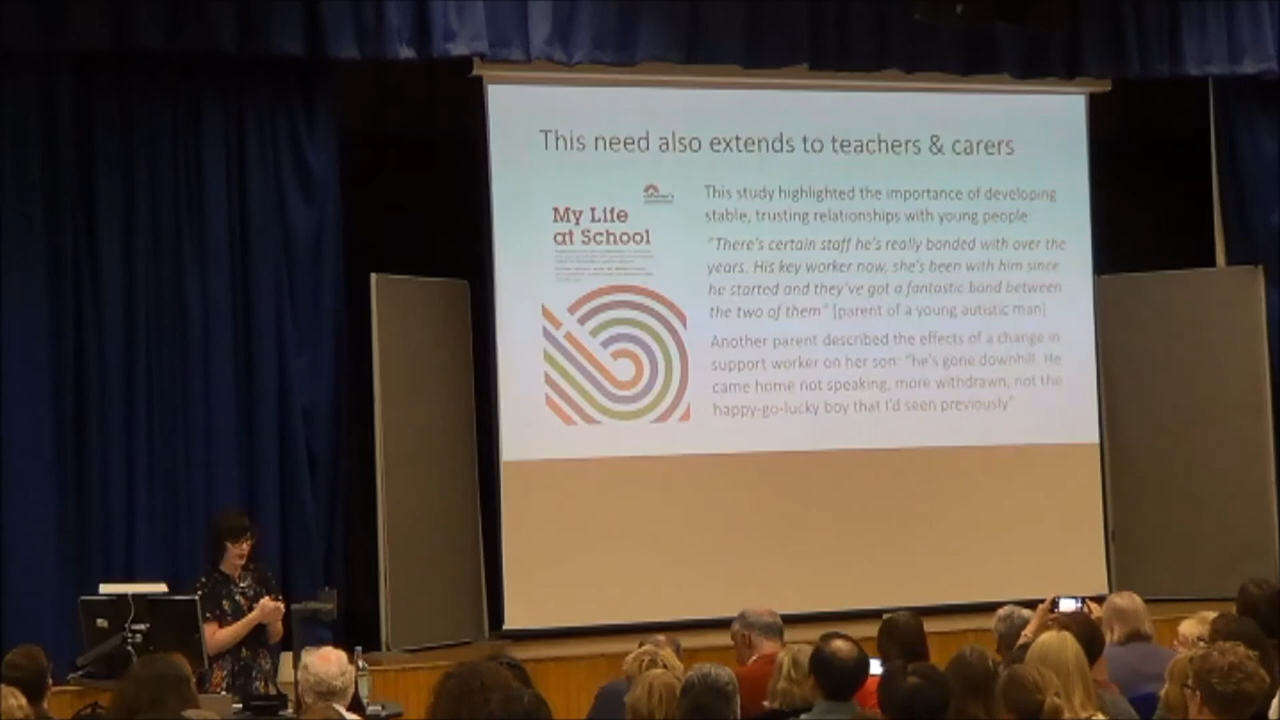 This need also extends to teachers & carers
My Life
at School
This study highlighted the importance of developing
stable, trusting relationships with young people:
"There's certain staff he's really bonded with over the
years. His key worker now, she's been with him since
he started and they've got a fantastic bond between
the two of them" [parent of a young autistic man]
Another parent described the effects of a change in
support worker on her son: "he's gone downhill. He
came home not speaking, more withdrawn, not the
happy-go-lucky boy that I'd seen previously"